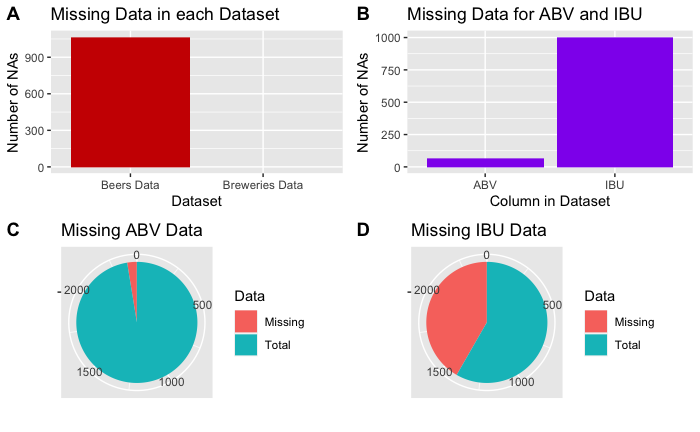 A Missing Data in each Dataset
Number of NAs
900
600
300
0
Beers Data Breweries Data
Dataset
B Missing Data for ABV and IBU
Number of NAs
1000
750
500
250
0
ABV IBU
Column in Dataset
C Missing ABV Data
0
500
1000
1500
2000
Data
Missing
Total
D Missing IBU Data
0
500
1000
1500
2000
Data
Missing
Total